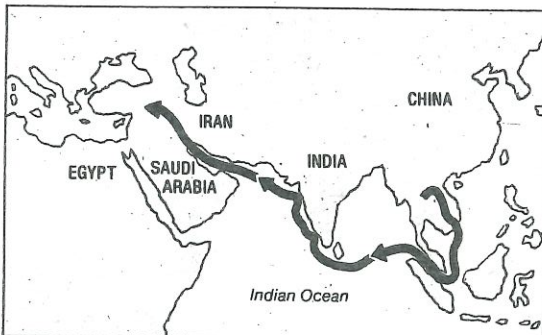 CHINA
IRAN
INDIA
EGYPT
SAUDI
ARABIA
Indian Ocean